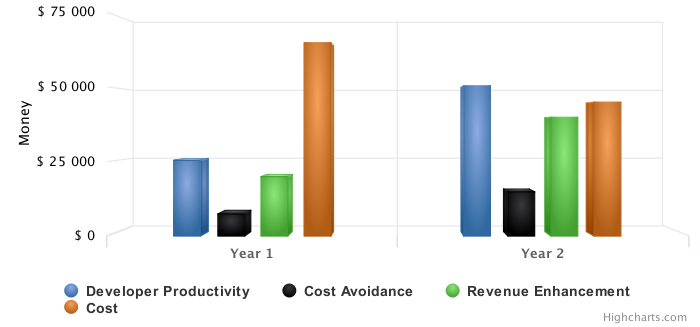 $ 75 000
$ 50 000
Money
$ 25 000
$ 0
Year 1
Year 2
Developer Productivity
Cost Avoidance
Revenue Enhancement
Cost
Highcharts.com